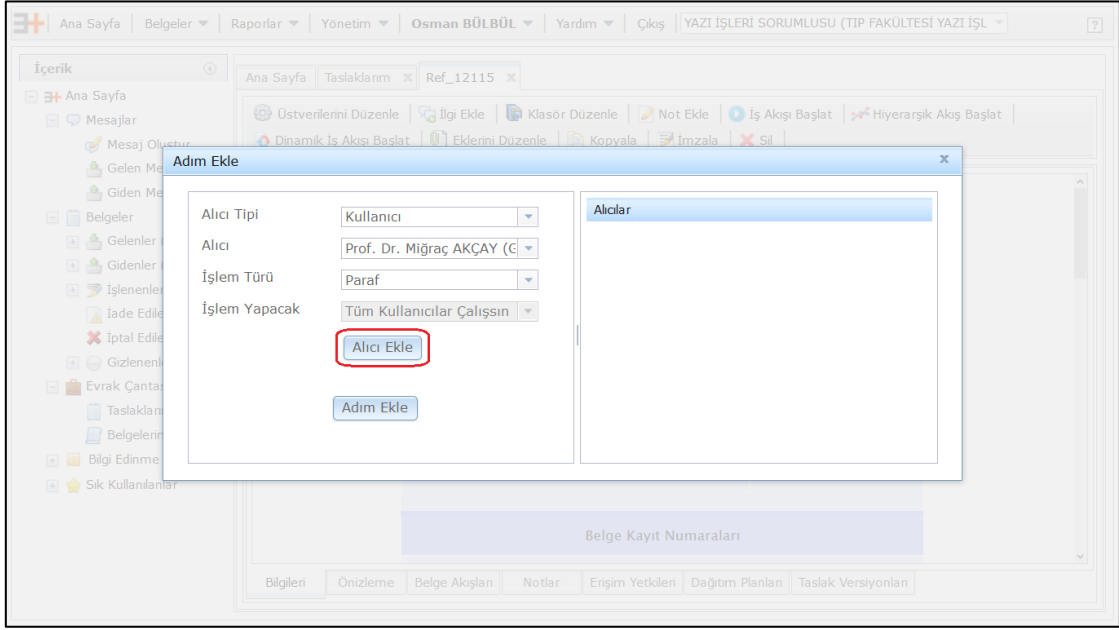 Ana Sayfa Belgeler Raporlar Yönetim Osman BÜLBÜL Yardım Çıkış YAZI İŞLERİ SORUMLUSU (TIP FAKÜLTESİ YAZI İŞL ?
İçerik
Ana Sayfa Taslaklarım x Ref_12115 x
Ana Sayfa
Mesajlar
Mesaj Oluştur
Gelen Me
Giden Me
Belgeler
Gelenler
Gidenler
İşlenenler
İade Edile
İptal Edile
Gizlenenl
Evrak Çantas
Taslakları
Belgelerin
Bilgi Edinme
Sık Kullanılanlar
Üstverilerini Düzenle İlgi Ekle Klasör Düzenle Not Ekle İş Akışı Başlat Hiyerarşik Akış Başlat
Dinamik İş Akışı Başlat Eklerini Düzenle Kopyala İmzala Sil
Adım Ekle x
Alıcı Tipi Kullanıcı
Alıcı Prof. Dr. Miğraç AKÇAY (G
İşlem Türü Paraf
İşlem Yapacak Tüm Kullanıcılar Çalışsın
Alıcı Ekle
Adım Ekle
Alıcılar
Belge Kayıt Numaraları
Bilgileri Önizleme Belge Akışları Notlar Erişim Yetkileri Dağıtım Planları Taslak Versiyonları